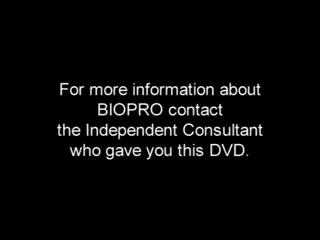 For more information about
BIOPRO contact
the Independent Consultant
who gave you this DVD.